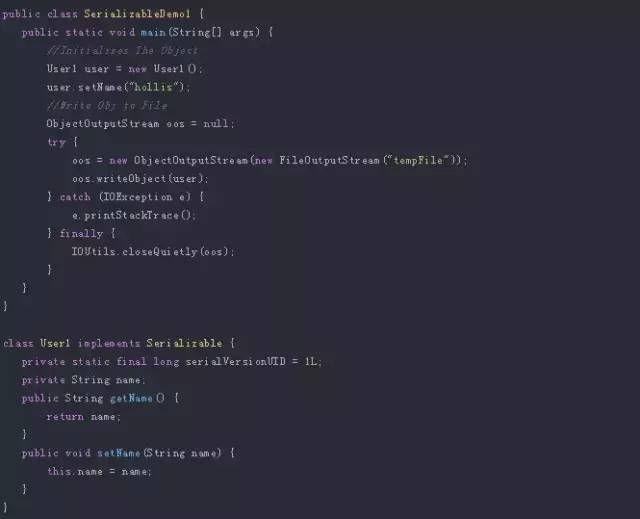 public class SerializableDemo1 {
    public static void main(String[] args) {
        //Initializes The Object
        User1 user = new User1();
        user.setName("hollis");
        //Write Obj to File
        ObjectOutputStream oos = null;
        try {
            oos = new ObjectOutputStream(new FileOutputStream("tempFile"));
            oos.writeObject(user);
        } catch (IOException e) {
            e.printStackTrace();
        } finally {
            IOUtils.closeQuietly(oos);
        }
    }
}
class User1 implements Serializable {
    private static final long serialVersionUID = 1L;
    private String name;
    public String getName() {
        return name;
    }
    public void setName(String name) {
        this.name = name;
    }
}